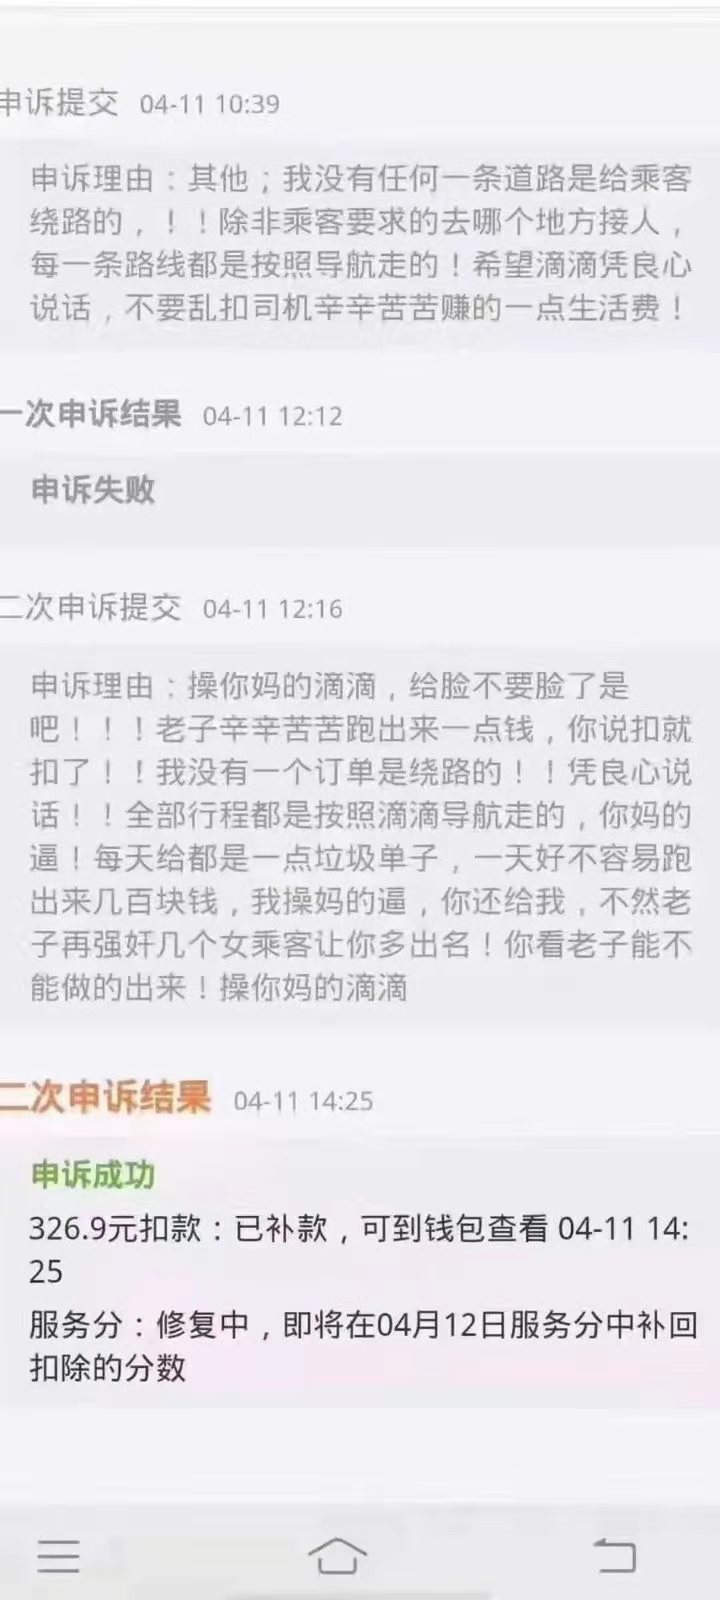 申诉提交 04-11 10:39
申诉理由：其他；我没有任何一条道路是给乘客
绕路的，！！除非乘客要求的去哪个地方接人，
每一条路线都是按照导航走的！希望滴滴凭良心
说话，不要乱扣司机辛辛苦苦赚的一点生活费！
一次申诉结果 04-11 12:12
申诉失败
二次申诉提交 04-11 12:16
申诉理由：操你妈的滴滴，给脸不要脸了是
吧！！！老子辛辛苦苦跑出来一点钱，你说扣就
扣了！！我没有一个订单是绕路的！！凭良心说
话！！全部行程都是按照滴滴导航走的，你妈的
逼！每天给都是一点垃圾单子，一天好不容易跑
出来几百块钱，我操妈的逼，你还给我，不然老
子再强奸几个女乘客让你多出名！你看老子能不
能做的出来！操你妈的滴滴
二次申诉结果 04-11 14:25
申诉成功
326.9元扣款：已补款，可到钱包查看 04-11 14:
25
服务分：修复中，即将在04月12日服务分中补回
扣除的分数